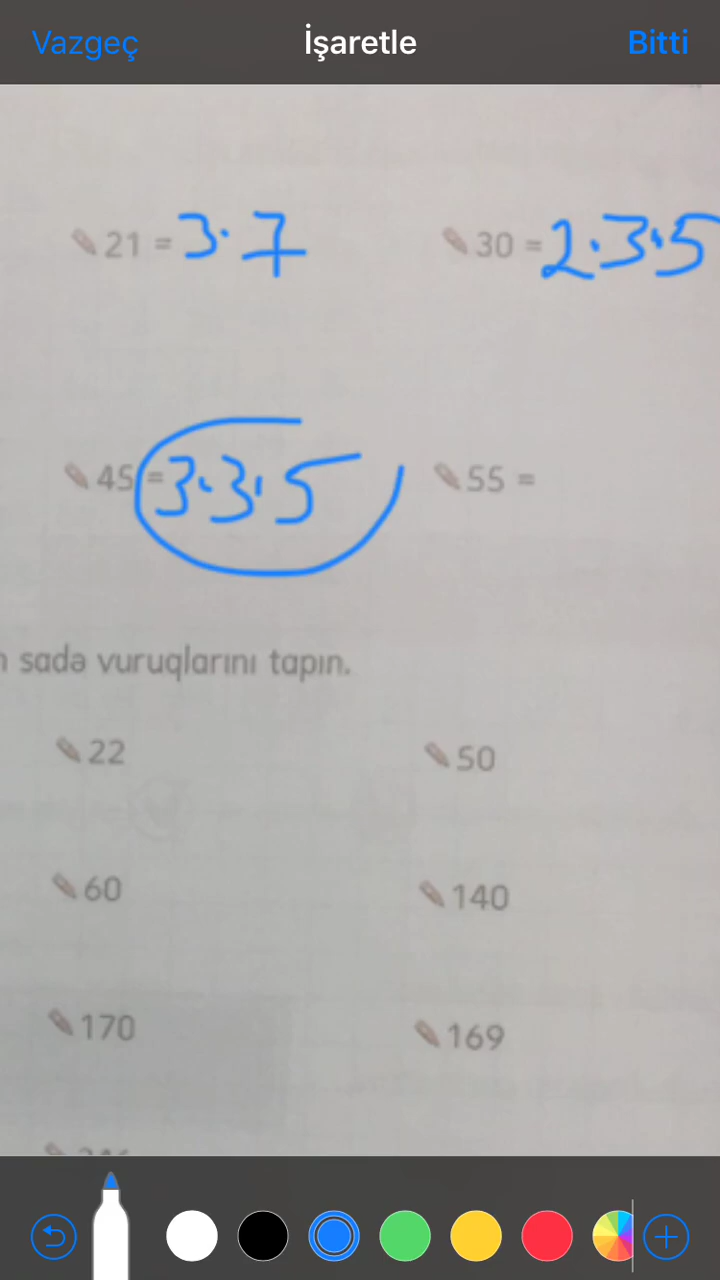 Vazgeç İşaretle Bitti
21 = 3·7 30 = 2·3·5
45 = 3·3·5 55 =
sadə vuruqlarını tapın.
22 50
60 140
170 169